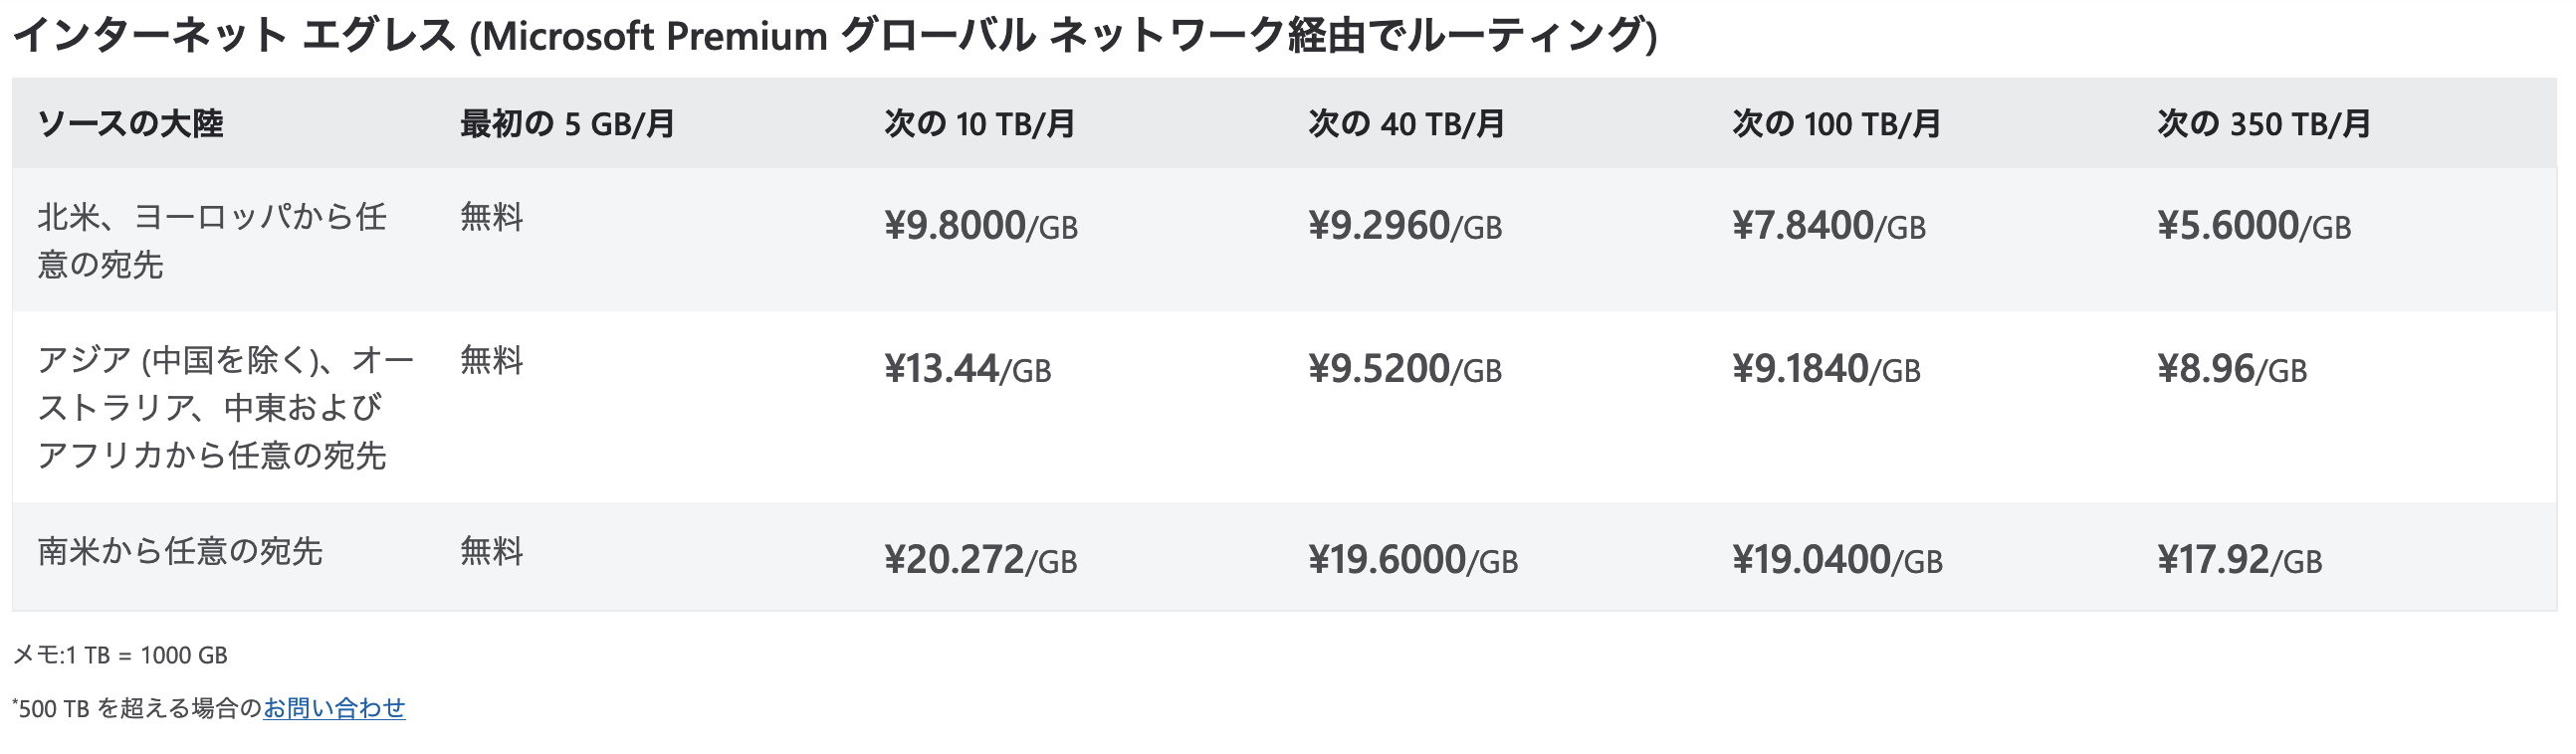 インターネット エグレス (Microsoft Premium グローバル ネットワーク経由でルーティング)
ソースの大陸 最初の 5 GB/月 次の 10 TB/月 次の 40 TB/月 次の 100 TB/月 次の 350 TB/月
北米、ヨーロッパから任 無料 ¥9.8000/GB ¥9.2960/GB ¥7.8400/GB ¥5.6000/GB
意の宛先
アジア (中国を除く)、オー 無料 ¥13.44/GB ¥9.5200/GB ¥9.1840/GB ¥8.96/GB
ストラリア、中東および
アフリカから任意の宛先
南米から任意の宛先 無料 ¥20.272/GB ¥19.6000/GB ¥19.0400/GB ¥17.92/GB
メモ:1 TB = 1000 GB
*500 TB を超える場合のお問い合わせ